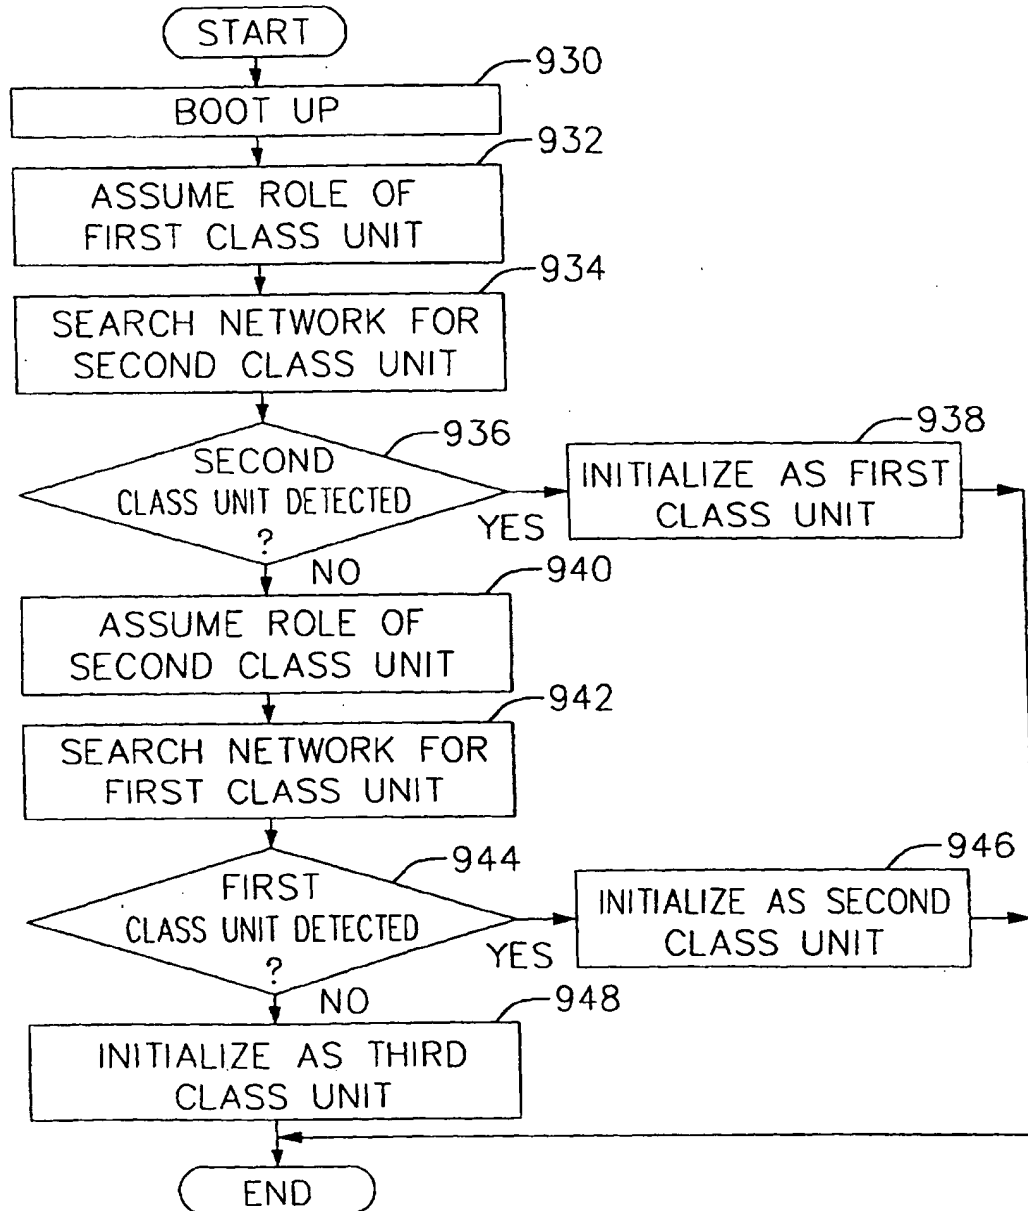 START
930
BOOT UP
932
ASSUME ROLE OF
FIRST CLASS UNIT
934
SEARCH NETWORK FOR
SECOND CLASS UNIT
936
SECOND
CLASS UNIT DETECTED
?
YES
NO
938
INITIALIZE AS FIRST
CLASS UNIT
940
ASSUME ROLE OF
SECOND CLASS UNIT
942
SEARCH NETWORK FOR
FIRST CLASS UNIT
944
FIRST
CLASS UNIT DETECTED
?
YES
NO
946
INITIALIZE AS SECOND
CLASS UNIT
948
INITIALIZE AS THIRD
CLASS UNIT
END